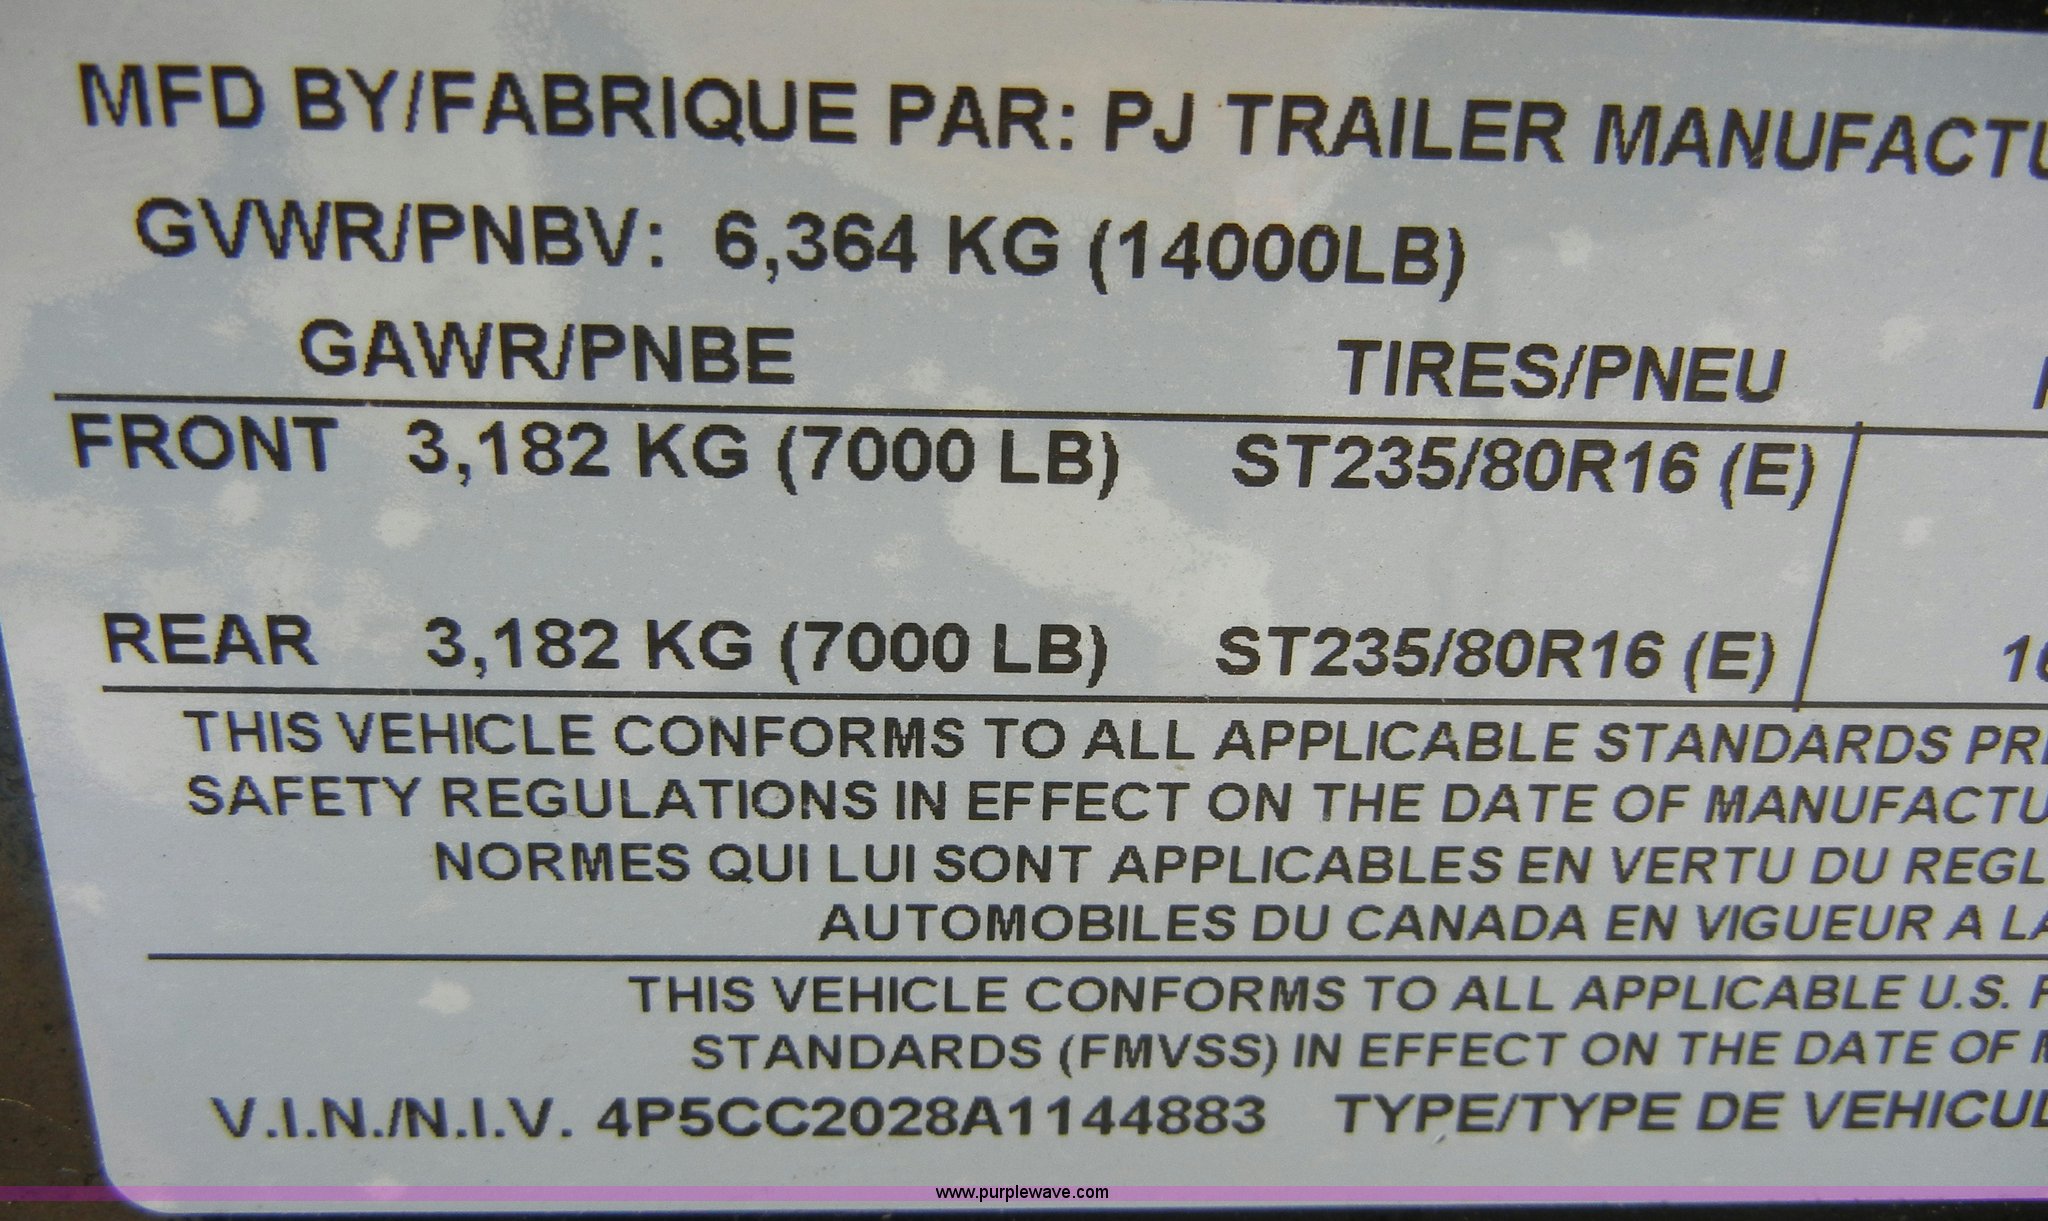 MFD BY/FABRIQUE PAR: PJ TRAILER
GVWR/PNBV: 6,364 KG (14000LB)
GAWR/PNBE TIRES/PNEU
FRONT 3,182 KG (7000 LB) ST235/80R16 (E)
REAR 3,182 KG (7000 LB) ST235/80R16 (E)
THIS VEHICLE CONFORMS TO ALL APPLICABLE STANDARDS
SAFETY REGULATIONS IN EFFECT ON THE DATE OF
NORMES QUI LUI SONT APPLICABLES EN VERTU DU
AUTOMOBILES DU CANADA EN VIGUEUR A
THIS VEHICLE CONFORMS TO ALL APPLICABLE U.S.
STANDARDS (FMVSS) IN EFFECT ON THE DATE OF
V.I.N./N.I.V. 4P5CC2028A1144883 TYPE/TYPE DE
www.purplewave.com